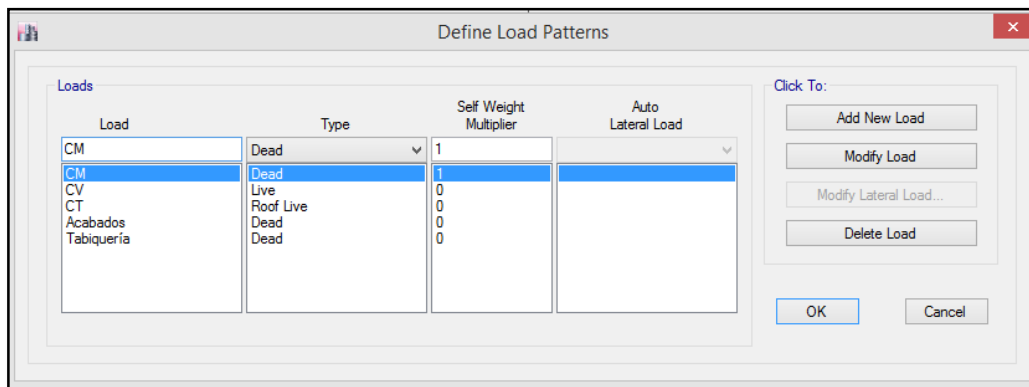 Define Load Patterns
Loads
Click To:
Load
Type
Self Weight
Multiplier
Auto
Lateral Load
CM
Dead
1
CM Dead 1
CV Live 0
CT Roof Live 0
Acabados Dead 0
Tabiquería Dead 0
Add New Load
Modify Load
Modify Lateral Load...
Delete Load
OK
Cancel